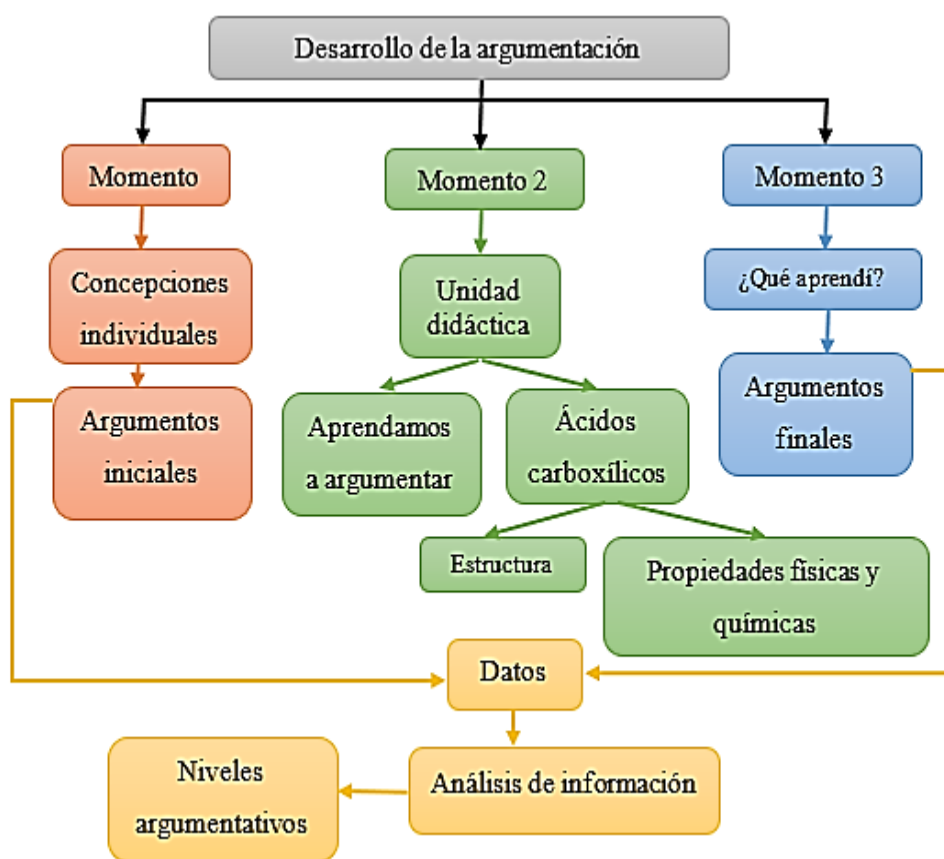 Desarrollo de la argumentación
Momento
Momento 2
Momento 3
Concepciones
individuales
Unidad
didáctica
¿Qué aprendí?
Argumentos
iniciales
Aprendamos
a argumentar
Ácidos
carboxílicos
Argumentos
finales
Estructura
Propiedades físicas y
químicas
Datos
Análisis de información
Niveles
argumentativos